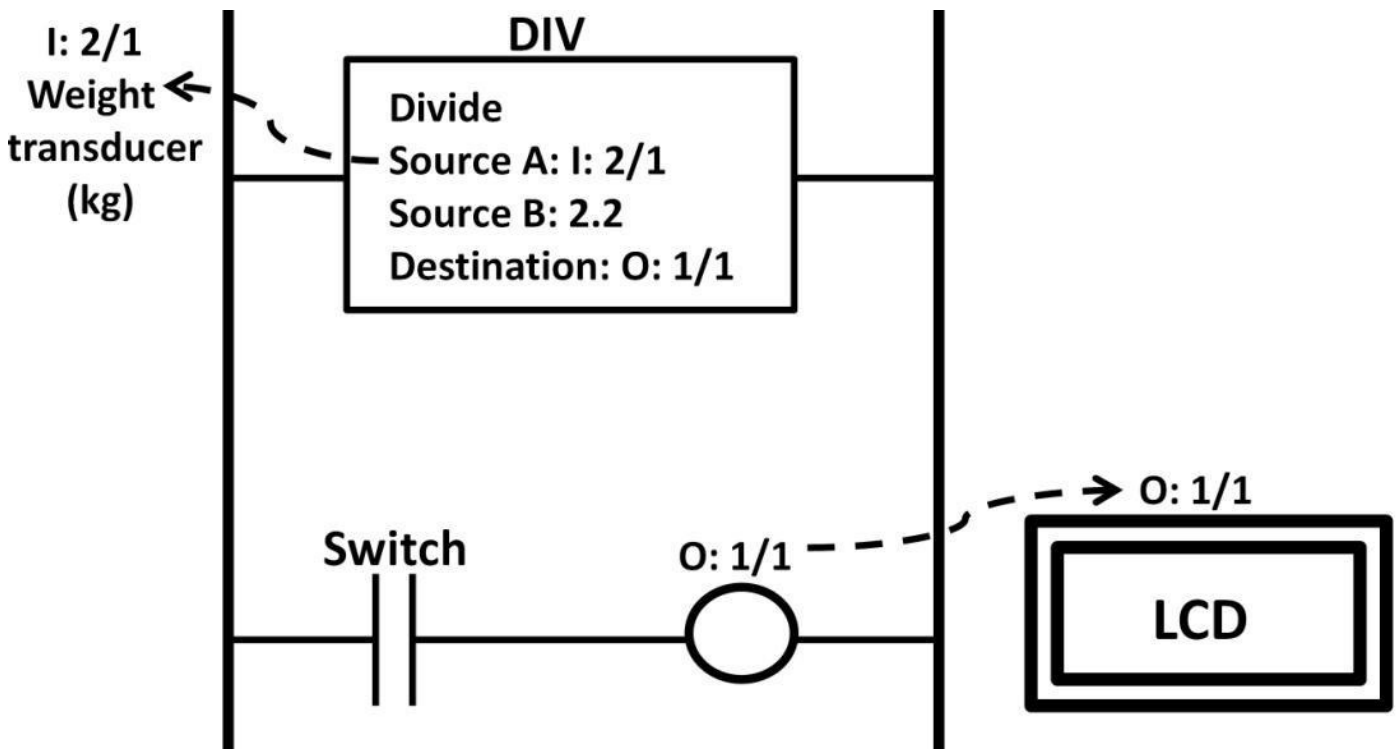 I: 2/1
Weight
transducer
(kg)
DIV
Divide
Source A: I: 2/1
Source B: 2.2
Destination: O: 1/1
Switch
O: 1/1
O: 1/1
LCD